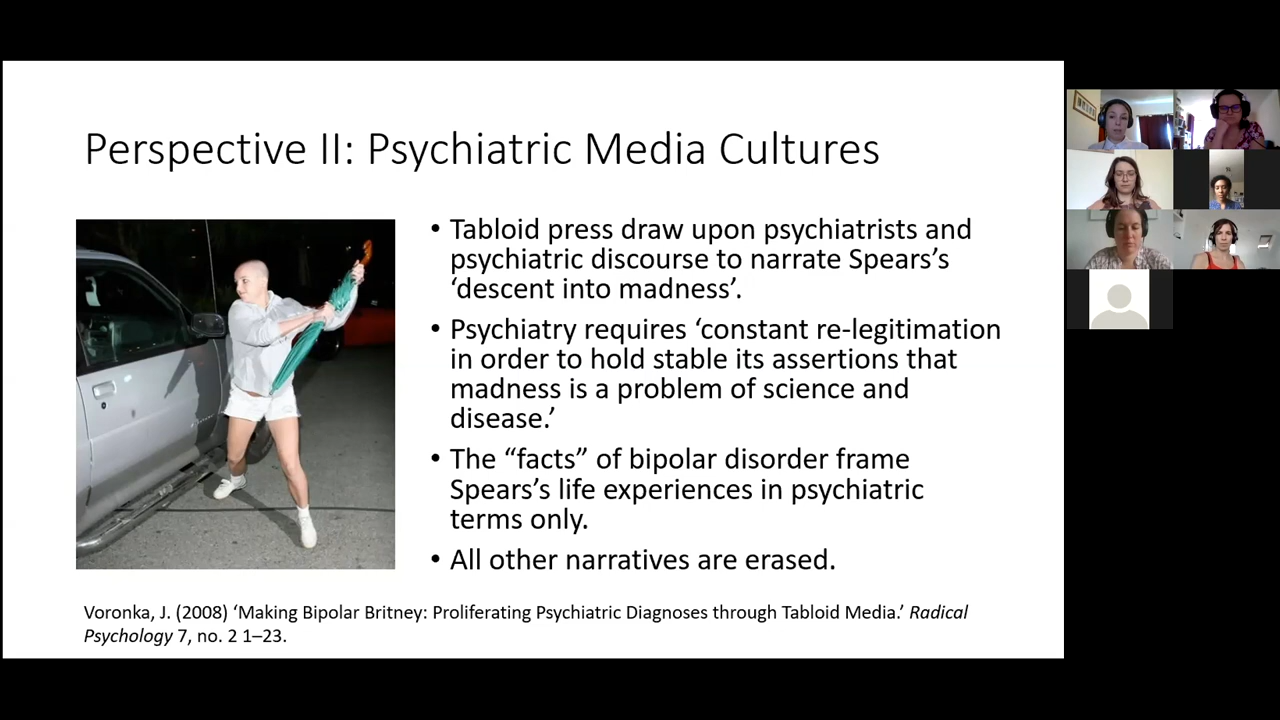 Perspective II: Psychiatric Media Cultures
• Tabloid press draw upon psychiatrists and
psychiatric discourse to narrate Spears’s
‘descent into madness’.
• Psychiatry requires ‘constant re-legitimation
in order to hold stable its assertions that
madness is a problem of science and
disease.’
• The “facts” of bipolar disorder frame
Spears’s life experiences in psychiatric
terms only.
• All other narratives are erased.
Voronka, J. (2008) ‘Making Bipolar Britney: Proliferating Psychiatric Diagnoses through Tabloid Media.’ Radical
Psychology 7, no. 2 1–23.